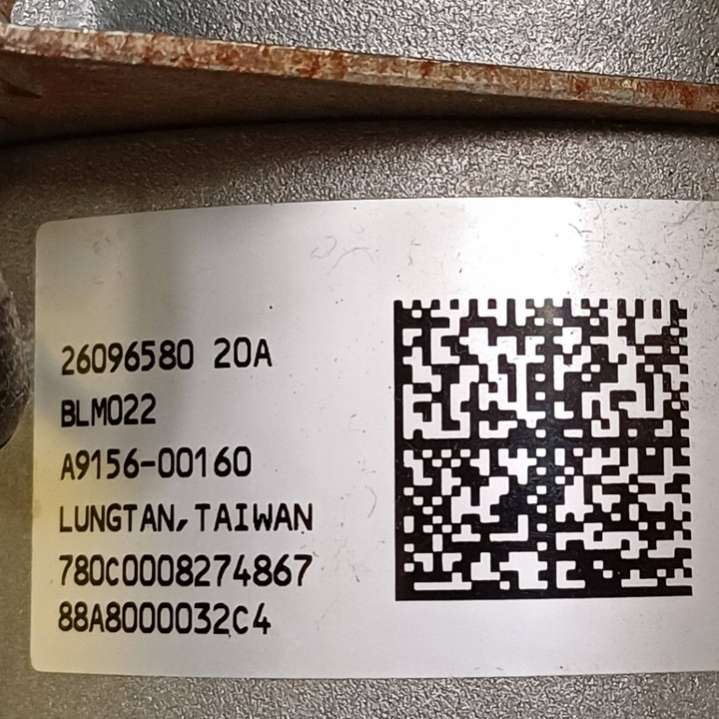 26096580 20A
BLM022
A9156-00160
LUNGTAN, TAIWAN
780C0008274867
88A8000032C4